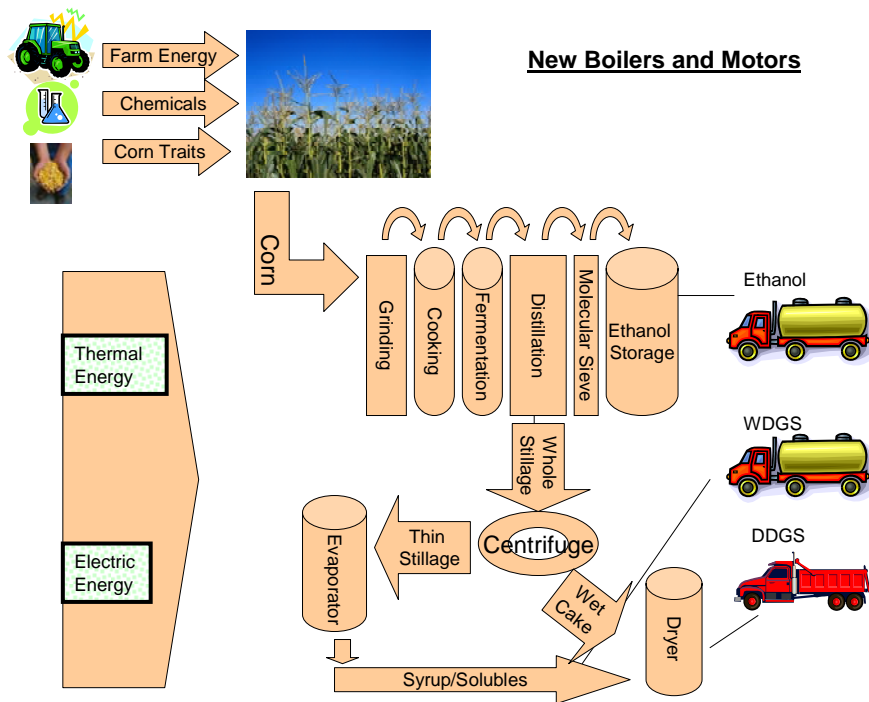 New Boilers and Motors
Farm Energy
Chemicals
Corn Traits
Corn
Grinding
Cooking
Fermentation
Distillation
Molecular Sieve
Ethanol
Storage
Ethanol
Thermal
Energy
Whole
Stillage
WDGS
Centrifuge
Thin
Stillage
Evaporator
Electric
Energy
Wet
Cake
Dryer
DDGS
Syrup/Solubles